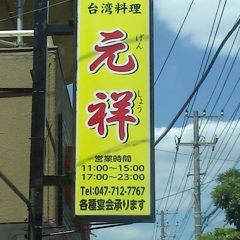 台湾料理
元祥
げんしょう
営業時間
11:00～15:00
17:00～23:00
Tel:047-712-7767
各種宴会承ります